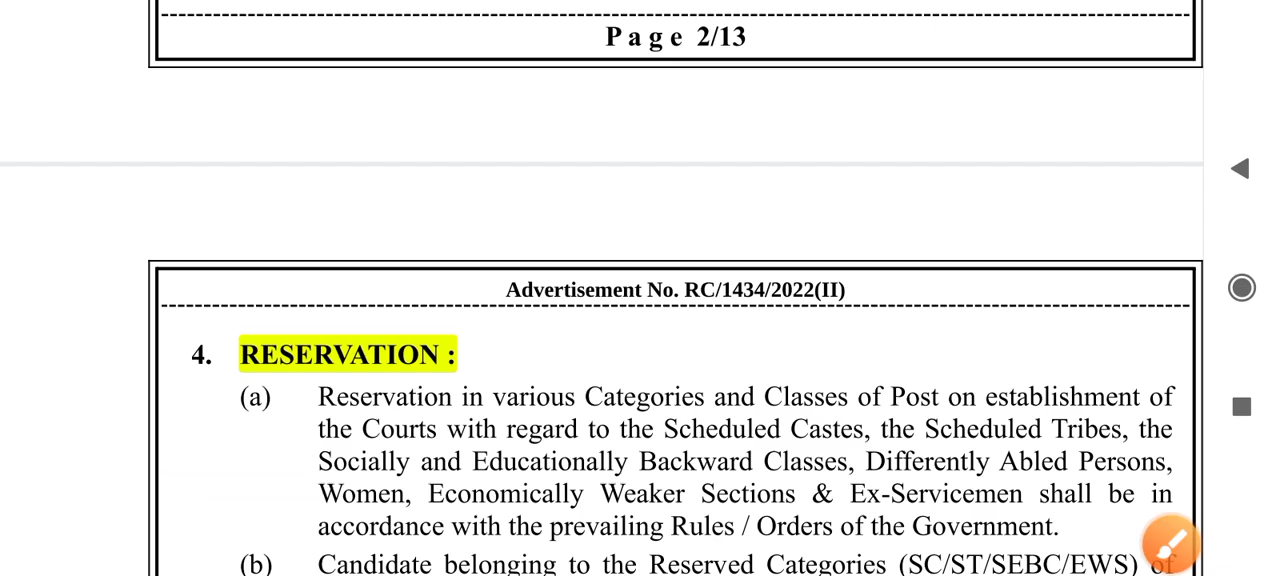 Page 2/13
Advertisement No. RC/1434/2022(II)
4. RESERVATION :
(a) Reservation in various Categories and Classes of Post on establishment of
the Courts with regard to the Scheduled Castes, the Scheduled Tribes, the
Socially and Educationally Backward Classes, Differently Abled Persons,
Women, Economically Weaker Sections & Ex-Servicemen shall be in
accordance with the prevailing Rules / Orders of the Government.
(b) Candidate belonging to the Reserved Categories (SC/ST/SEBC/EWS) of